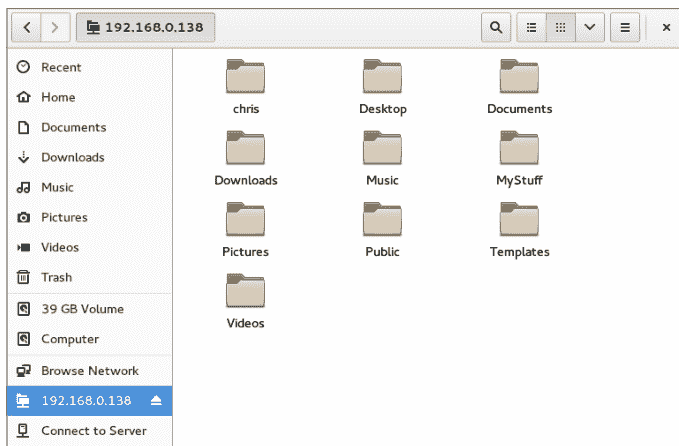 192.168.0.138
Recent
Home
Documents
Downloads
Music
Pictures
Videos
Trash
39 GB Volume
Computer
Browse Network
192.168.0.138
Connect to Server
chris Desktop Documents
Downloads Music MyStuff
Pictures Public Templates
Videos